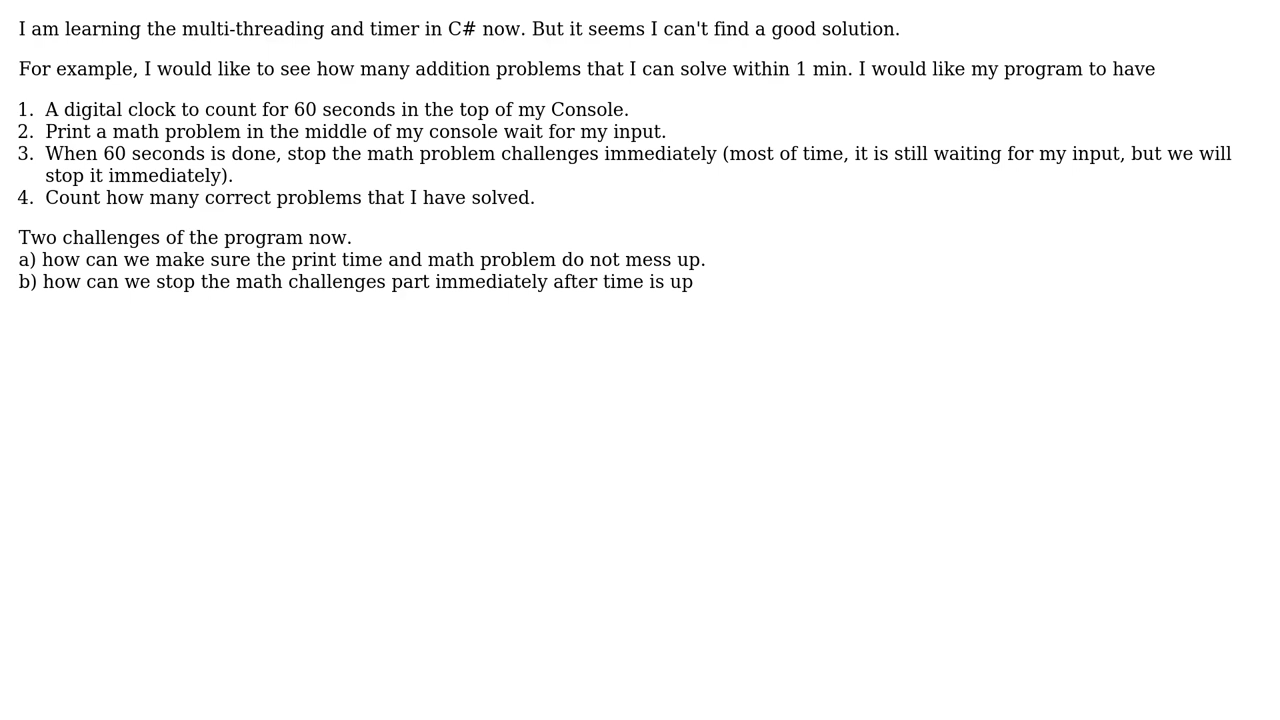 I am learning the multi-threading and timer in C# now. But it seems I can't find a good solution.
For example, I would like to see how many addition problems that I can solve within 1 min. I would like my program to have
1. A digital clock to count for 60 seconds in the top of my Console.
2. Print a math problem in the middle of my console wait for my input.
3. When 60 seconds is done, stop the math problem challenges immediately (most of time, it is still waiting for my input, but we will
stop it immediately).
4. Count how many correct problems that I have solved.
Two challenges of the program now.
a) how can we make sure the print time and math problem do not mess up.
b) how can we stop the math challenges part immediately after time is up